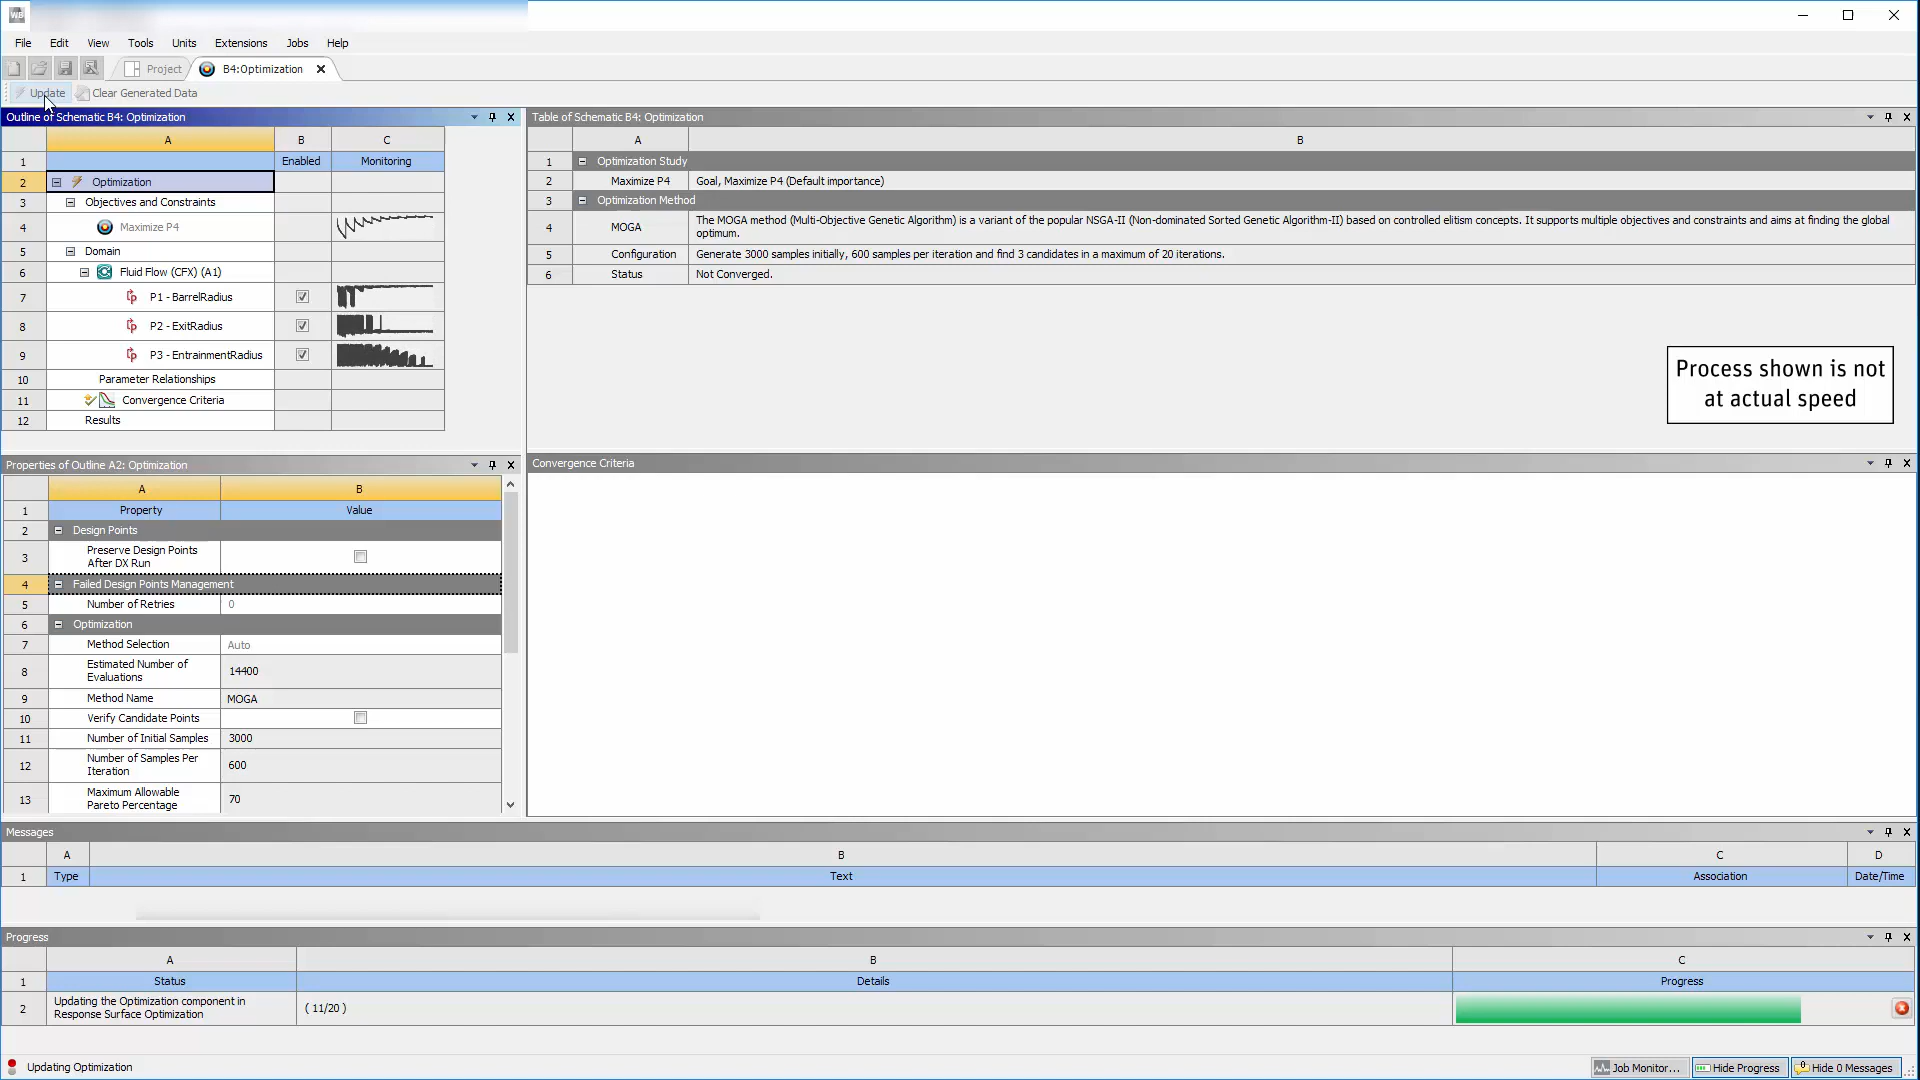 WB
File Edit View Tools Units Extensions Jobs Help
Project B4:Optimization
Update Clear Generated Data
Outline of Schematic B4: Optimization
A B C
1 Enabled Monitoring
2 Optimization
3 Objectives and Constraints
4 Maximize P4
5 Domain
6 Fluid Flow (CFX) (A1)
7 P1 - BarrelRadius
8 P2 - ExitRadius
9 P3 - EntrainmentRadius
10 Parameter Relationships
11 Convergence Criteria
12 Results
Table of Schematic B4: Optimization
A B
1 Optimization Study
2 Maximize P4 Goal, Maximize P4 (Default importance)
3 Optimization Method
4 MOGA The MOGA method (Multi-Objective Genetic Algorithm) is a variant of the popular NSGA-II (Non-dominated Sorted Genetic Algorithm-II) based on controlled elitism concepts. It supports multiple objectives and constraints and aims at finding the global
optimum.
5 Configuration Generate 3000 samples initially, 600 samples per iteration and find 3 candidates in a maximum of 20 iterations.
6 Status Not Converged.
Process shown is not
at actual speed
Properties of Outline A2: Optimization
A B
1 Property Value
2 Design Points
3 Preserve Design Points
After DX Run
4 Failed Design Points Management
5 Number of Retries 0
6 Optimization
7 Method Selection Auto
8 Estimated Number of
Evaluations 14400
9 Method Name MOGA
10 Verify Candidate Points
11 Number of Initial Samples 3000
12 Number of Samples Per
Iteration 600
13 Maximum Allowable
Pareto Percentage 70
Convergence Criteria
Messages
A B C D
1 Type Text Association Date/Time
Progress
A B C
1 Status Details Progress
2 Updating the Optimization component in
Response Surface Optimization ( 11/20 )
Updating Optimization
Job Monitor... Hide Progress Hide 0 Messages